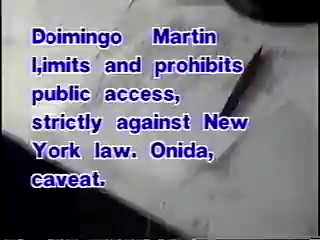 Doimingo Martin
l,imits and prohibits
public access,
strictly against New
York law. Onida,
caveat.